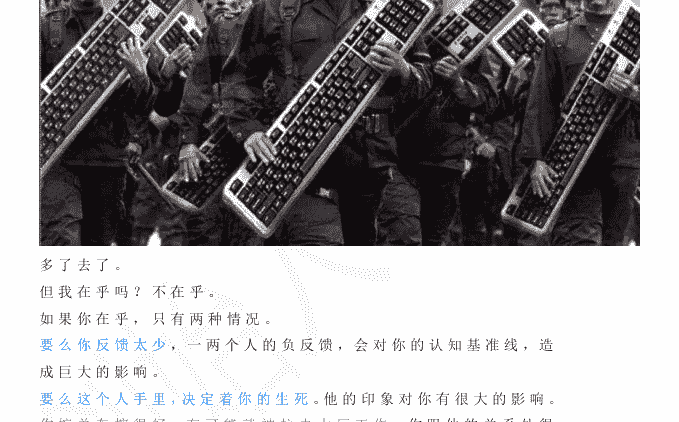 多了去了。
但我在乎吗？不在乎。
如果你在乎，只有两种情况。
要么你反馈太少，一两个人的负反馈，会对你的认知基准线，造
成巨大的影响。
要么这个人手里，决定着你的生死。他的印象对你有很大的影响。